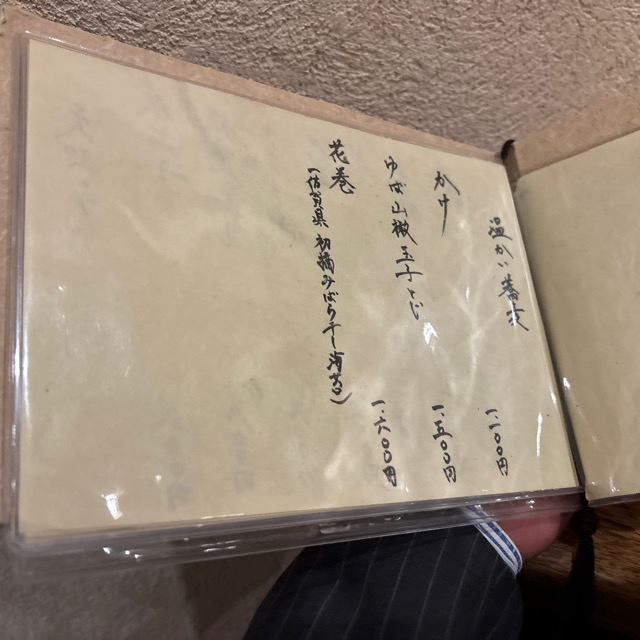 温かい蕎麦
かけ 一一〇〇円
ゆば山椒玉子とじ 一五〇〇円
花巻 一六〇〇円
(佐賀県 初摘みばら干し海苔)